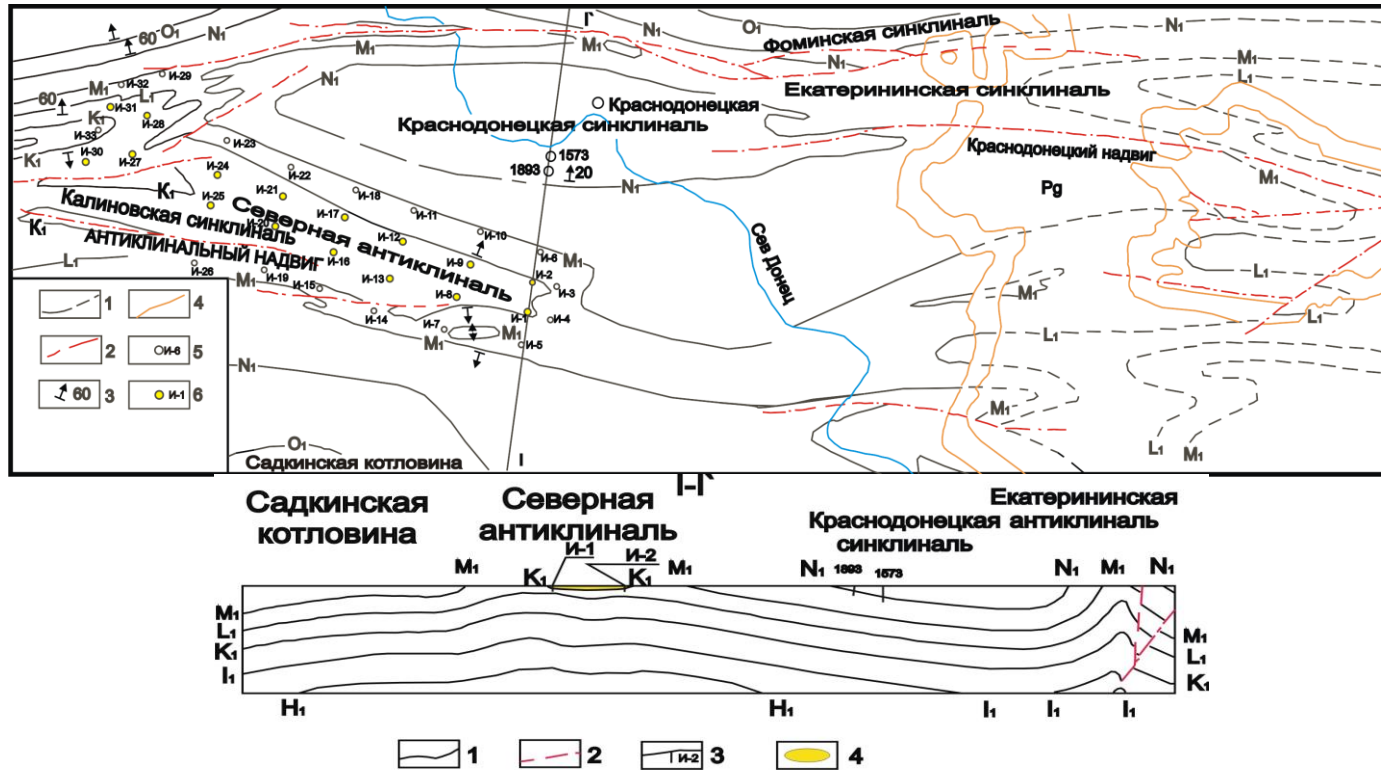 O₁ 60 N₁ M₁ I` N₁ O₁ Фоминская синклиналь N₁
И-29 И-32 M₁ L₁ M₁ L₁
60 И-31 N₁ Екатерининская синклиналь
K₁ И-28 Краснодонецкая
И-33 Краснодонецкая синклиналь
K₁ И-30 И-27 И-23 1573 Краснодонецкий надвиг M₁
И-24 И-22 1893 20 N₁ Pg
K₁ И-25 И-21 И-18
Калиновская синклиналь
Северная антиклиналь
И-20 И-17 И-11
K₁ АНТИКЛИНАЛЬНЫЙ НАДВИГ
И-16 И-12 И-10
L₁ И-26 И-19 И-9 И-6 M₁
M₁ И-15 И-13 И-2 И-3 M₁ L₁
И-8 И-14 И-1 И-4
И-7 M₁ M₁ И-5
Сев Донец
N₁ L₁
M₁
O₁ L₁ M₁
Садкинская котловина I
1 4
2 И-6 5
60 3 И-1 6
I-I`
Садкинская
котловина
Северная
антиклиналь
Краснодонецкая
синклиналь
Екатерининская
антиклиналь
И-1 И-2
M₁ K₁ K₁ M₁ N₁ 1893 1573 N₁ M₁ N₁
M₁ M₁
L₁ L₁
K₁ K₁
I₁
H₁ H₁ I₁ I₁ I₁
1 2 И-2 3 4